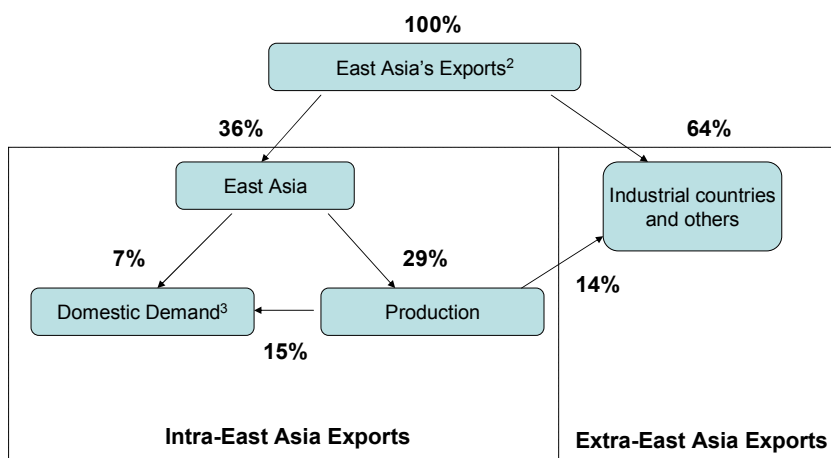 100%
East Asia's Exports²
36%
64%
East Asia
Industrial countries
and others
7%
29%
14%
Domestic Demand³
Production
15%
Intra-East Asia Exports
Extra-East Asia Exports